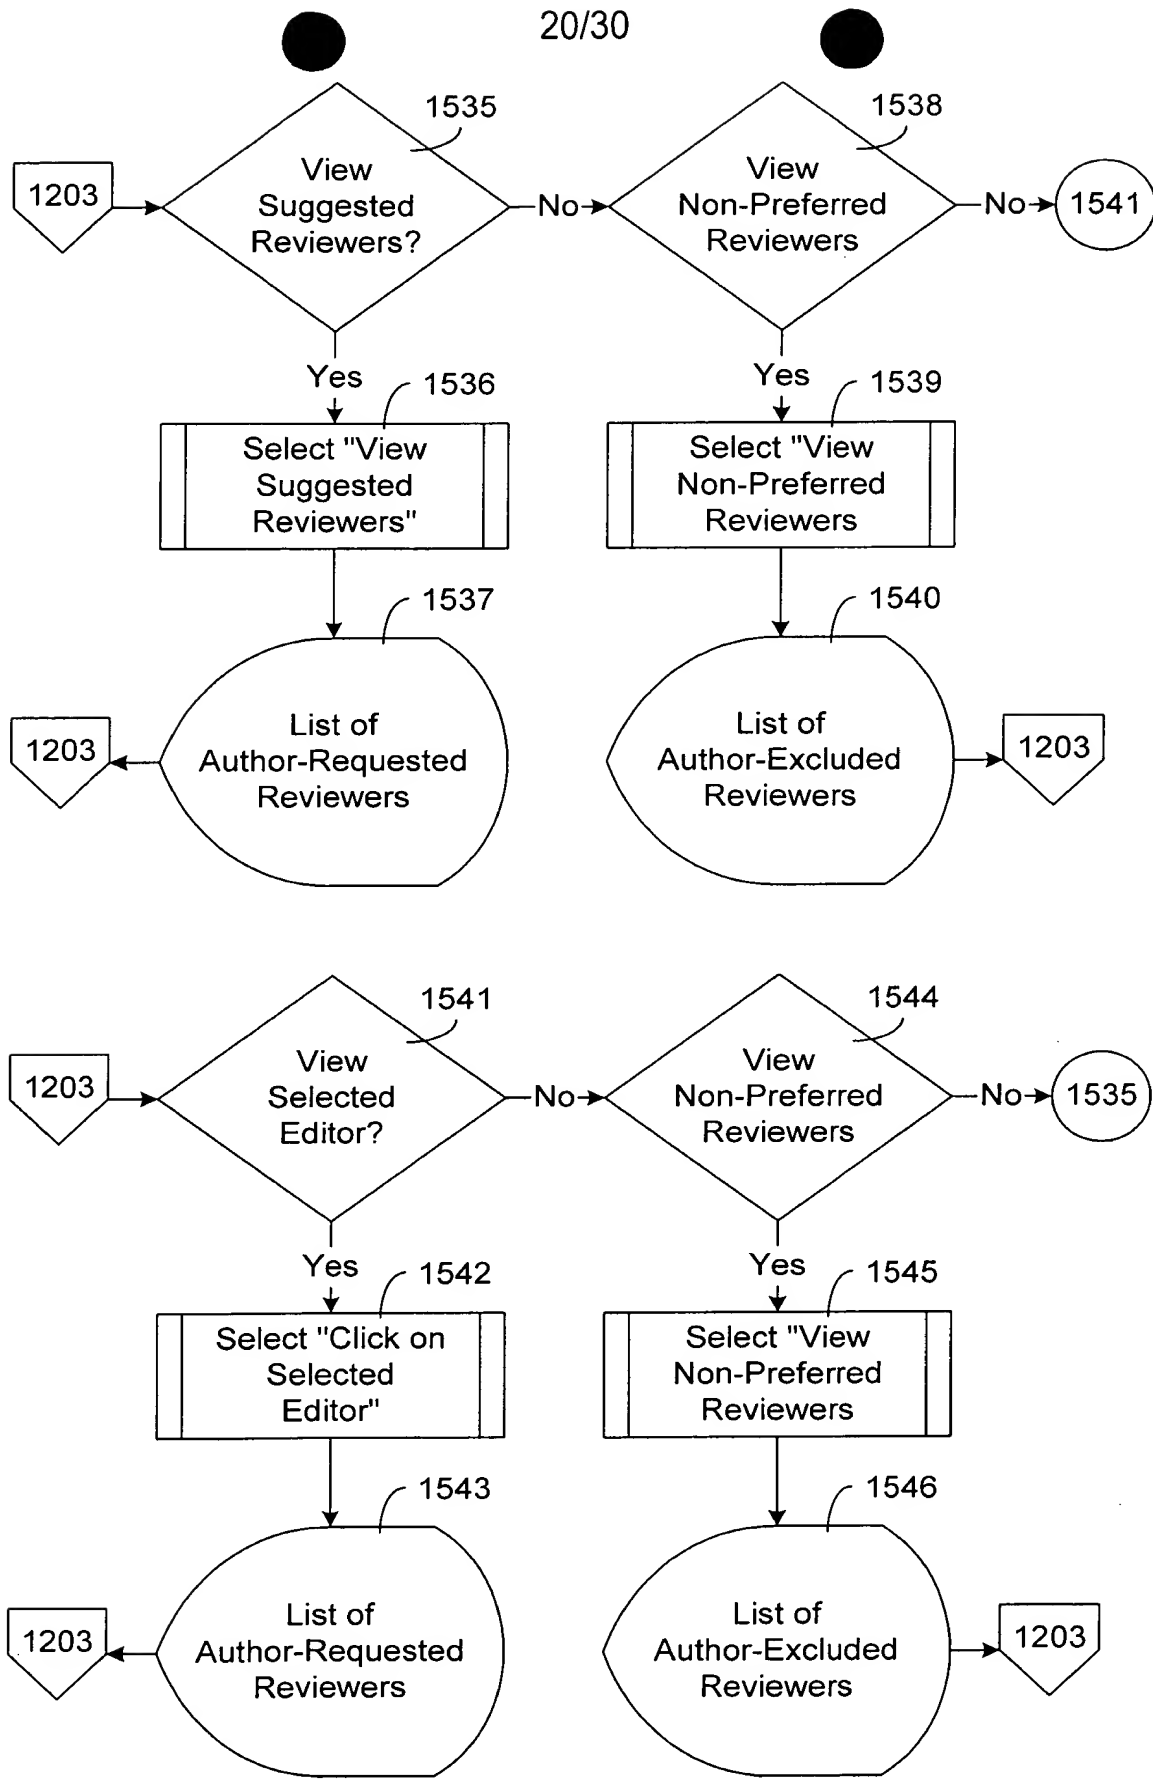 20/30
1535
1538
1203
View
Suggested
Reviewers?
No
View
Non-Preferred
Reviewers
No
1541
Yes
1536
Yes
1539
Select "View
Suggested
Reviewers"
Select "View
Non-Preferred
Reviewers
1537
1540
1203
List of
Author-Requested
Reviewers
List of
Author-Excluded
Reviewers
1203
1541
1544
1203
View
Selected
Editor?
No
View
Non-Preferred
Reviewers
No
1535
Yes
1542
Yes
1545
Select "Click on
Selected
Editor"
Select "View
Non-Preferred
Reviewers
1543
1546
1203
List of
Author-Requested
Reviewers
List of
Author-Excluded
Reviewers
1203